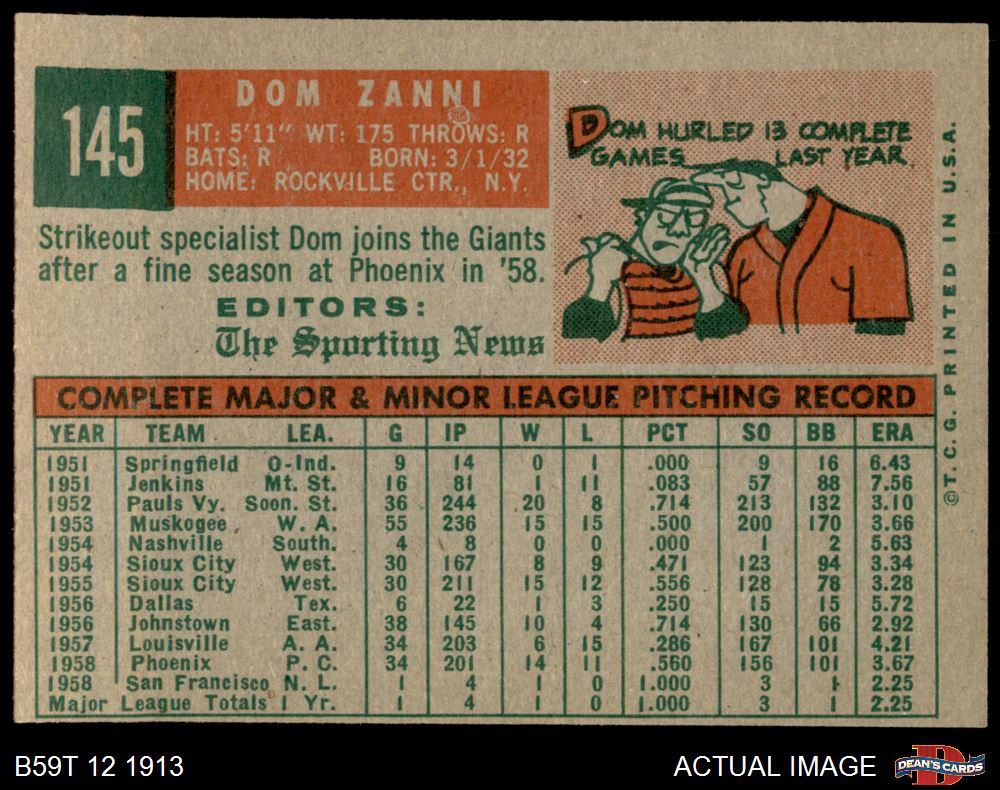 145
DOM ZANNI
HT: 5'11" WT: 175 THROWS: R
BATS: R BORN: 3/1/32
HOME: ROCKVILLE CTR., N.Y.
DOM HURLED 13 COMPLETE
GAMES LAST YEAR.
Strikeout specialist Dom joins the Giants
after a fine season at Phoenix in '58.
EDITORS:
The Sporting News
COMPLETE MAJOR & MINOR LEAGUE PITCHING RECORD
YEAR TEAM LEA. G IP W L PCT SO BB ERA
1951 Springfield O-Ind. 9 14 0 1 .000 9 16 6.43
1951 Jenkins Mt. St. 16 81 1 11 .083 57 88 7.56
1952 Pauls Vy. Soon. St. 36 244 20 8 .714 213 132 3.10
1953 Muskogee W. A. 55 236 15 15 .500 200 170 3.66
1954 Nashville South. 4 8 0 0 .000 1 2 5.63
1954 Sioux City West. 30 167 8 9 .471 123 94 3.34
1955 Sioux City West. 30 211 15 12 .556 128 78 3.28
1956 Dallas Tex. 6 22 1 3 .250 15 15 5.72
1956 Johnstown East. 38 145 10 4 .714 130 66 2.92
1957 Louisville A. A. 34 203 6 15 .286 167 101 4.21
1958 Phoenix P. C. 34 201 14 11 .560 156 101 3.67
1958 San Francisco N. L. 1 4 1 0 1.000 3 1 2.25
Major League Totals 1 Yr. 1 4 1 0 1.000 3 1 2.25
©T. C. G. PRINTED IN U.S.A.
B59T 12 1913
ACTUAL IMAGE
DEAN'S CARDS